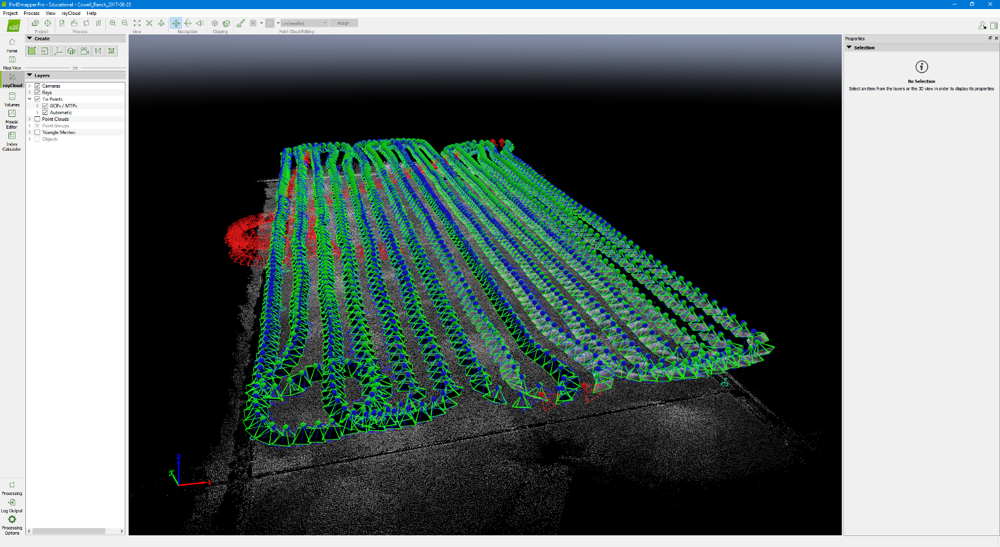 Pix4Dmapper Pro - Educational - Cowell_Ranch_2017-08-25
Project Process View rayCloud Help
Unclassified Assign
Project Process View Navigation Clipping Point Cloud Editing
Home
Map View
rayCloud
Volumes
Mosaic
Editor
Index
Calculator
Processing
Log Output
Processing
Options
Create
Layers
Cameras
Rays
Tie Points
GCPs / MTPs
Automatic
Point Clouds
Point Groups
Triangle Meshes
Objects
Z
Properties
Selection
No Selection
Select an item from the layers or the 3D view in order to display its properties